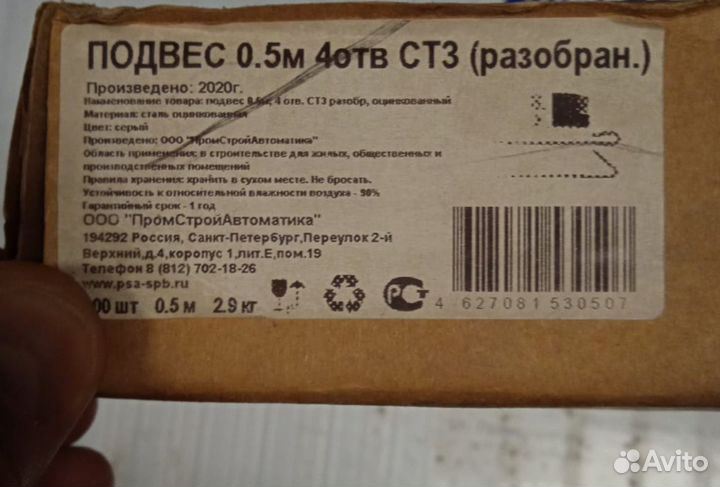 ПОДВЕС 0.5м 4отв СТ3 (разобран.)
Произведено: 2020г.
Наименование товара: подвес 0.5м, 4 отв. СТ3 разобр, оцинкованный
Материал: сталь оцинкованная
Цвет: серый
Произведено: ООО "ПромСтройАвтоматика"
Область применения: в строительстве для жилых, общественных и
производственных помещений
Правила хранения: хранить в сухом месте. Не бросать.
Устойчивость к относительной влажности воздуха - 90%
Гарантийный срок - 1 год
ООО "ПромСтройАвтоматика"
194292 Россия, Санкт-Петербург,Переулок 2-й
Верхний,д.4,корпус 1,лит.Е,пом.19
Телефон 8 (812) 702-18-26
www.psa-spb.ru
00 шт 0.5 м 2.9 кг
РСТ
4 627081 530507
Avito